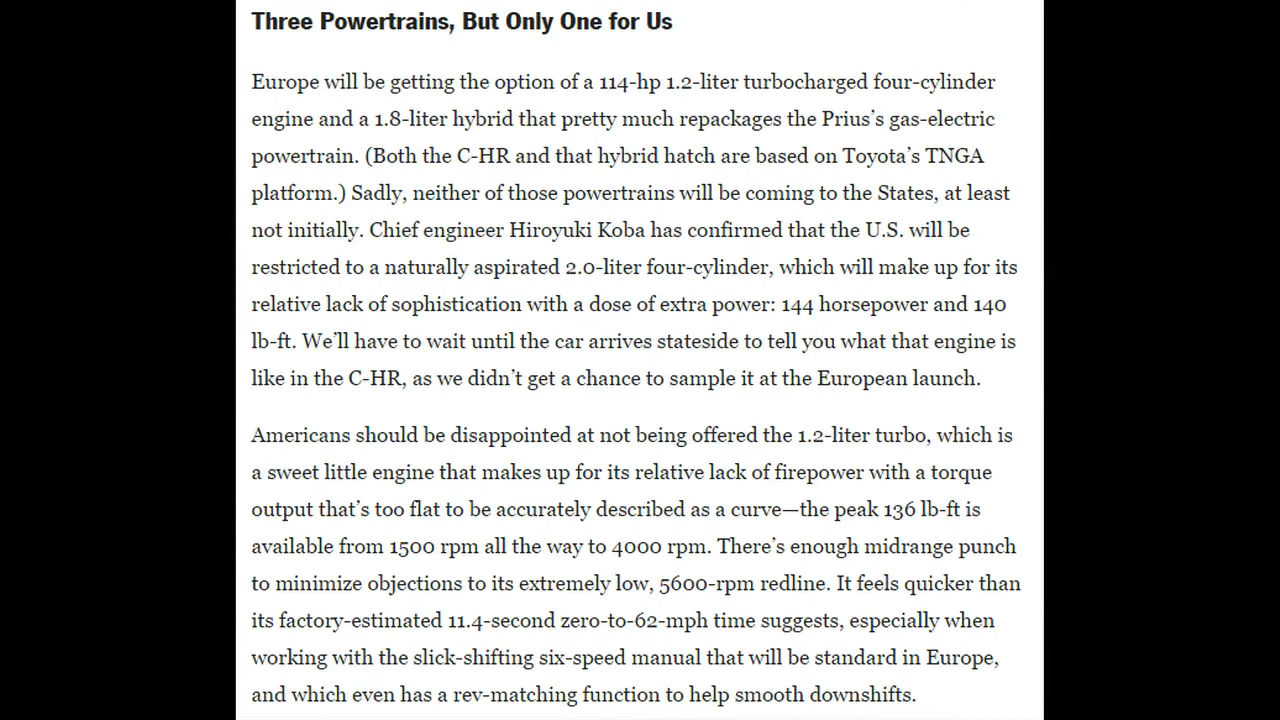 Three Powertrains, But Only One for Us
Europe will be getting the option of a 114-hp 1.2-liter turbocharged four-cylinder
engine and a 1.8-liter hybrid that pretty much repackages the Prius’s gas-electric
powertrain. (Both the C-HR and that hybrid hatch are based on Toyota’s TNGA
platform.) Sadly, neither of those powertrains will be coming to the States, at least
not initially. Chief engineer Hiroyuki Koba has confirmed that the U.S. will be
restricted to a naturally aspirated 2.0-liter four-cylinder, which will make up for its
relative lack of sophistication with a dose of extra power: 144 horsepower and 140
lb-ft. We’ll have to wait until the car arrives stateside to tell you what that engine is
like in the C-HR, as we didn’t get a chance to sample it at the European launch.
Americans should be disappointed at not being offered the 1.2-liter turbo, which is
a sweet little engine that makes up for its relative lack of firepower with a torque
output that’s too flat to be accurately described as a curve—the peak 136 lb-ft is
available from 1500 rpm all the way to 4000 rpm. There’s enough midrange punch
to minimize objections to its extremely low, 5600-rpm redline. It feels quicker than
its factory-estimated 11.4-second zero-to-62-mph time suggests, especially when
working with the slick-shifting six-speed manual that will be standard in Europe,
and which even has a rev-matching function to help smooth downshifts.